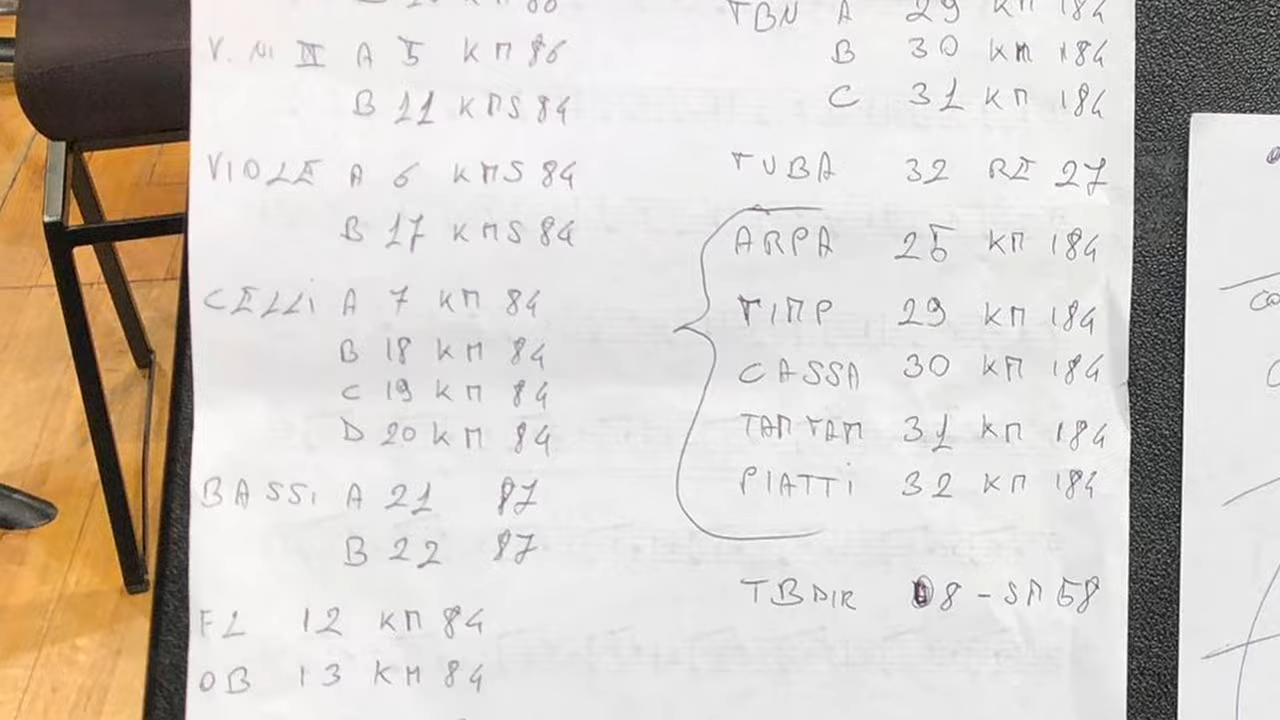 V. NI II A 5 KM 86
B 11 KMS 84
VIOLE A 6 KMS 84
B 17 KMS 84
CELLI A 7 KM 84
B 18 KM 84
C 19 KM 84
D 20 KM 84
BASSI A 21 87
B 22 87
FL 12 KM 84
OB 13 KM 84
TBN A 29 KM 184
B 30 KM 184
C 31 KM 184
TUBA 32 RE 27
ARPA 25 KM 184
TIMP 29 KM 184
CASSA 30 KM 184
TAM TAM 31 KM 184
PIATTI 32 KM 184
TB DIR 8 - SM 58